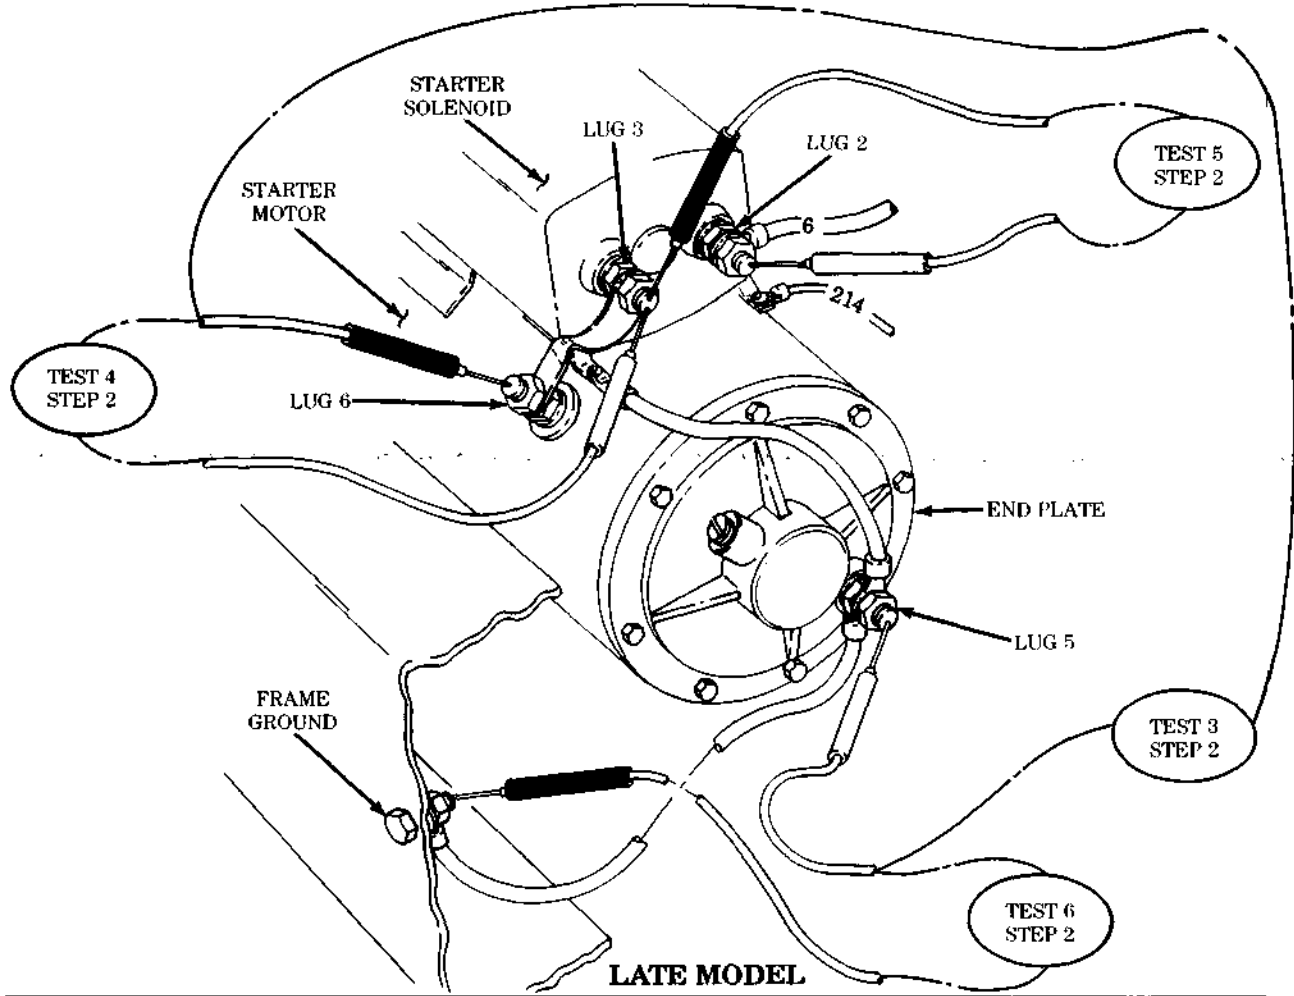 STARTER
SOLENOID
LUG 3
LUG 2
TEST 5
STEP 2
STARTER
MOTOR
6
214
TEST 4
STEP 2
LUG 6
END PLATE
LUG 5
FRAME
GROUND
TEST 3
STEP 2
TEST 6
STEP 2
LATE MODEL